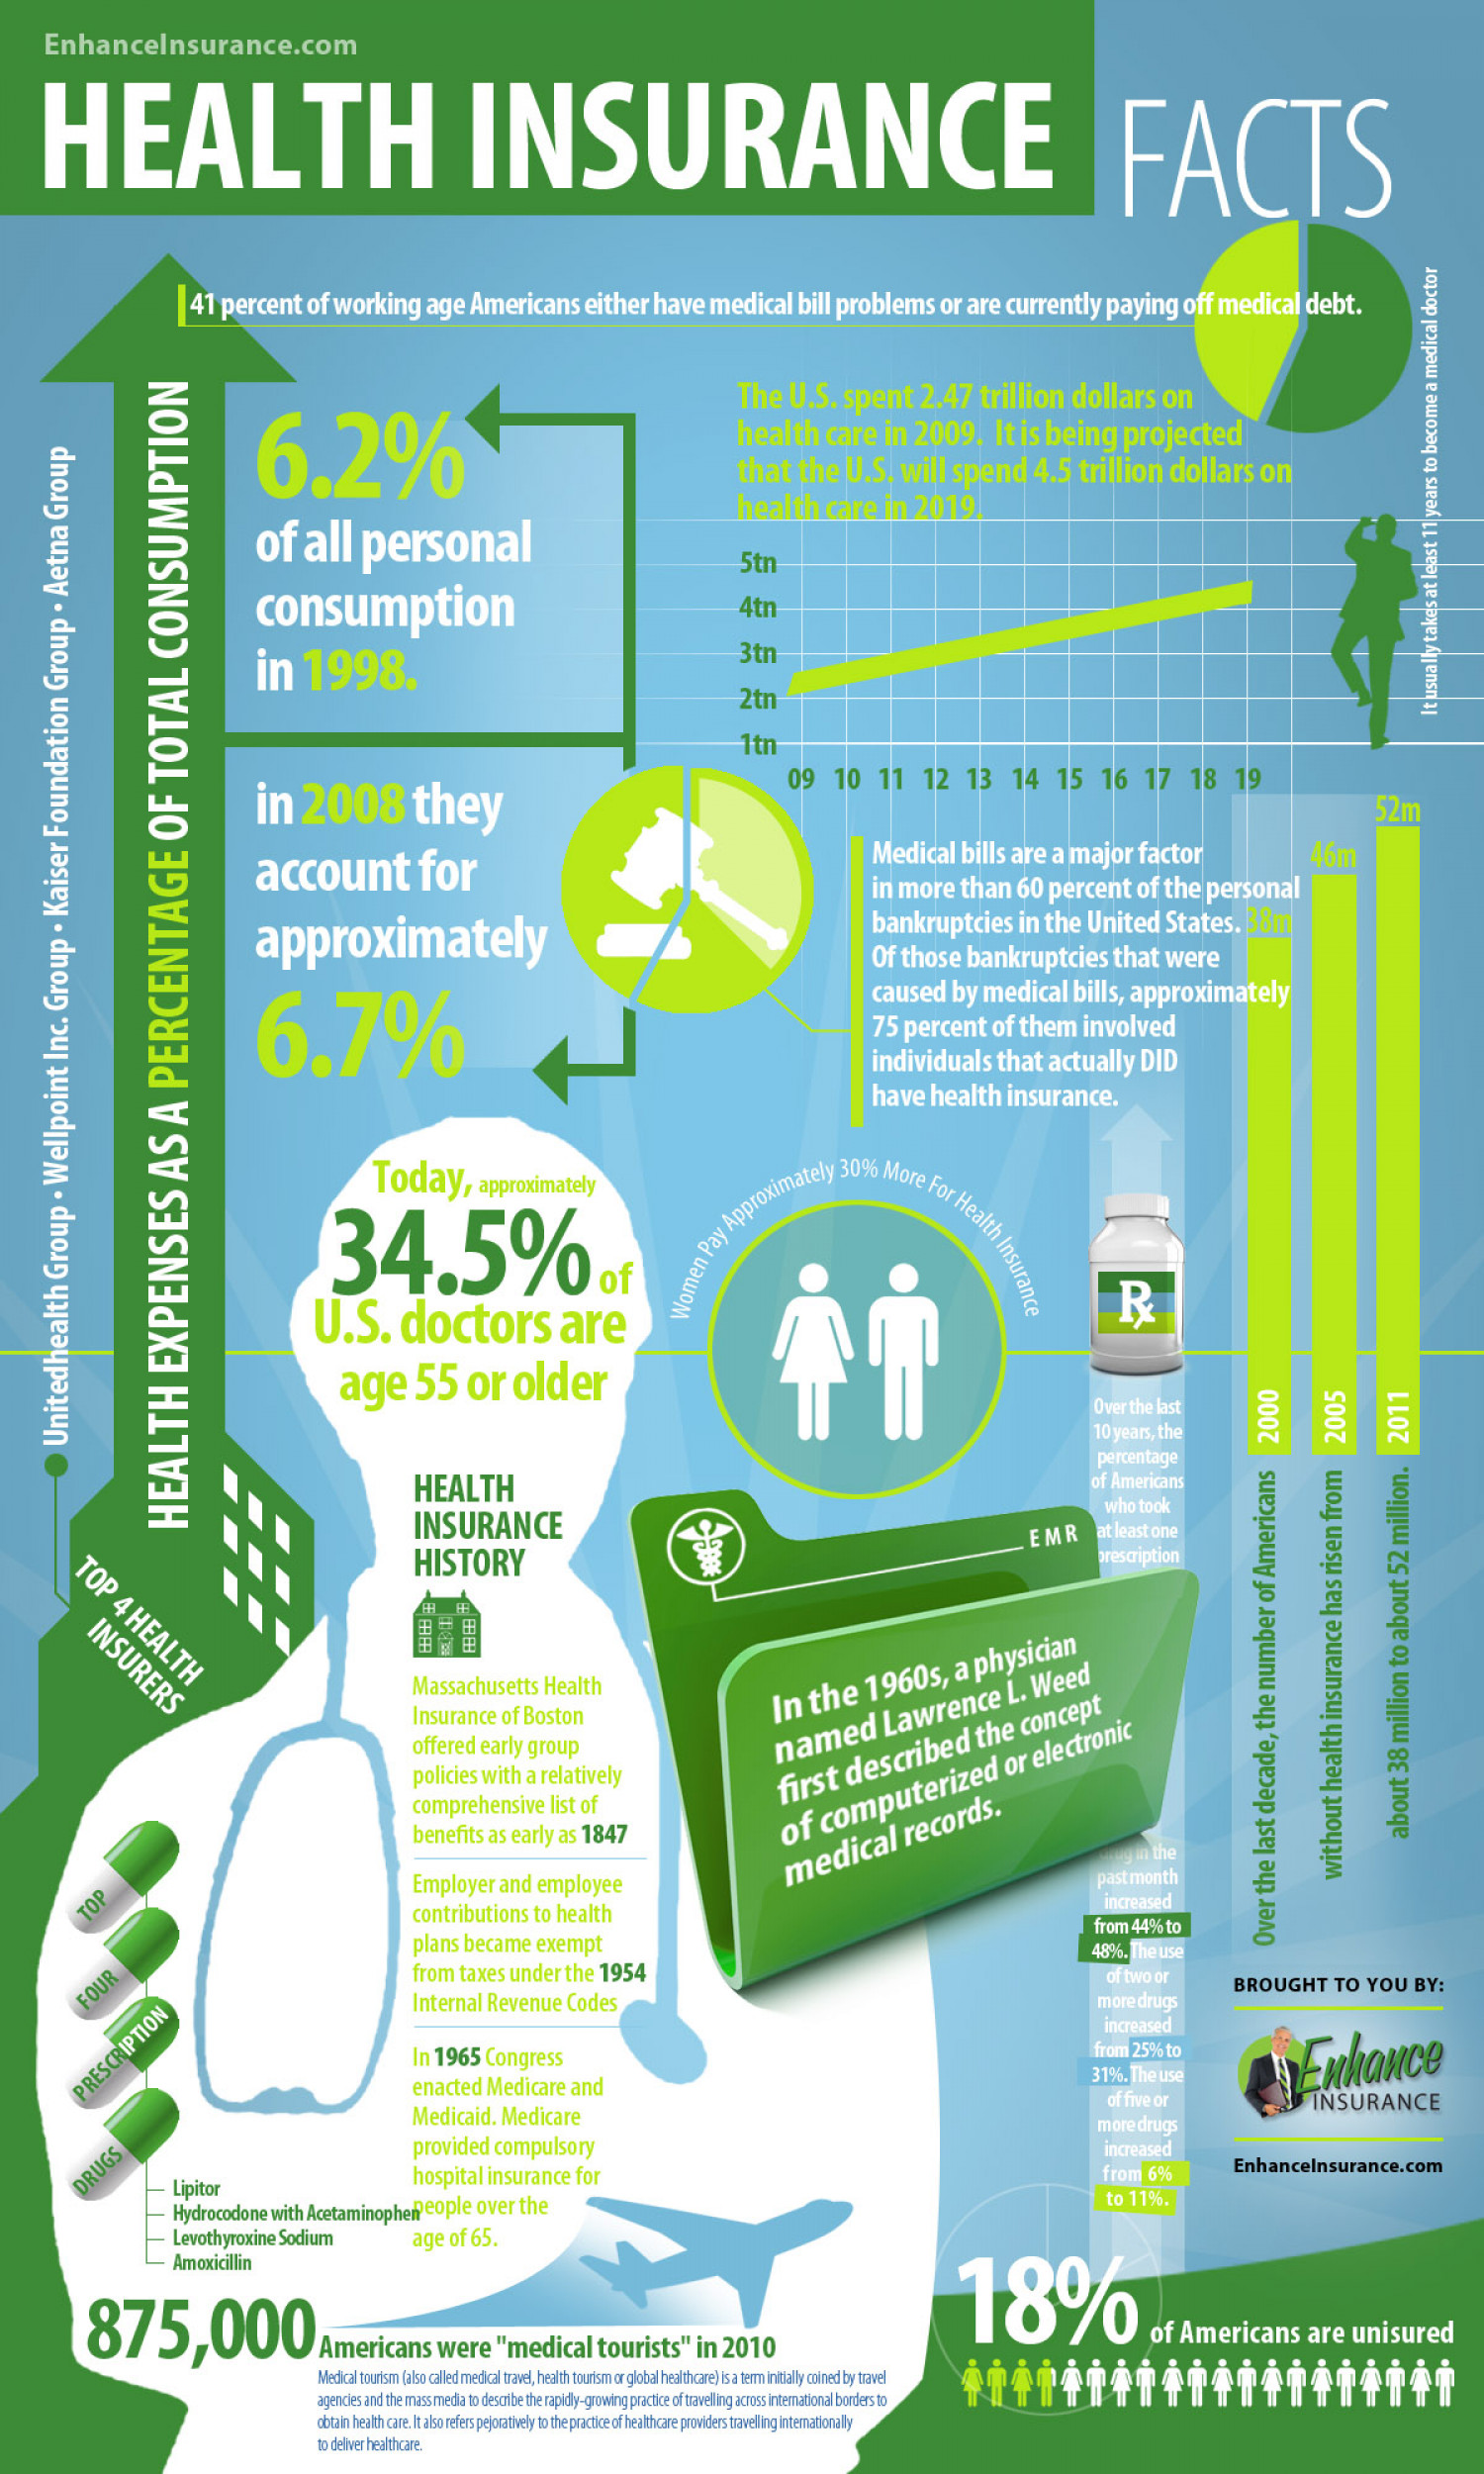 EnhanceInsurance.com
HEALTH INSURANCE FACTS
41 percent of working age Americans either have medical bill problems or are currently paying off medical debt.
It usually takes at least 11 years to become a medical doctor
Unitedhealth Group • Wellpoint Inc. Group • Kaiser Foundation Group • Aetna Group
HEALTH EXPENSES AS A PERCENTAGE OF TOTAL CONSUMPTION
TOP 4 HEALTH
INSURERS
6.2%
of all personal
consumption
in 1998.
in 2008 they
account for
approximately
6.7%
The U.S. spent 2.47 trillion dollars on
health care in 2009. It is being projected
that the U.S. will spend 4.5 trillion dollars on
health care in 2019.
5tn
4tn
3tn
2tn
1tn
09 10 11 12 13 14 15 16 17 18 19
Medical bills are a major factor
in more than 60 percent of the personal
bankruptcies in the United States.
Of those bankruptcies that were
caused by medical bills, approximately
75 percent of them involved
individuals that actually DID
have health insurance.
38m
46m
52m
2000
2005
2011
Over the last decade, the number of Americans
without health insurance has risen from
about 38 million to about 52 million.
Today, approximately
34.5% of
U.S. doctors are
age 55 or older
Women Pay Approximately 30% More For Health Insurance
Rx
Over the last
10 years, the
percentage
of Americans
who took
at least one
prescription
drug in the
past month
increased
from 44% to
48%. The use
of two or
more drugs
increased
from 25% to
31%. The use
of five or
more drugs
increased
from 6%
to 11%.
HEALTH
INSURANCE
HISTORY
Massachusetts Health
Insurance of Boston
offered early group
policies with a relatively
comprehensive list of
benefits as early as 1847
Employer and employee
contributions to health
plans became exempt
from taxes under the 1954
Internal Revenue Codes
In 1965 Congress
enacted Medicare and
Medicaid. Medicare
provided compulsory
hospital insurance for
people over the
age of 65.
EMR
In the 1960s, a physician
named Lawrence L. Weed
first described the concept
of computerized or electronic
medical records.
TOP
FOUR
PRESCRIPTION
DRUGS
Lipitor
Hydrocodone with Acetaminophen
Levothyroxine Sodium
Amoxicillin
BROUGHT TO YOU BY:
Enhance
INSURANCE
EnhanceInsurance.com
875,000 Americans were "medical tourists" in 2010
Medical tourism (also called medical travel, health tourism or global healthcare) is a term initially coined by travel
agencies and the mass media to describe the rapidly-growing practice of travelling across international borders to
obtain health care. It also refers pejoratively to the practice of healthcare providers travelling internationally
to deliver healthcare.
18% of Americans are unisured